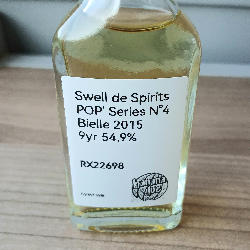 Swell de Spirits
POP' Series N°4
Bielle 2015
9yr 54,9%
RX22698